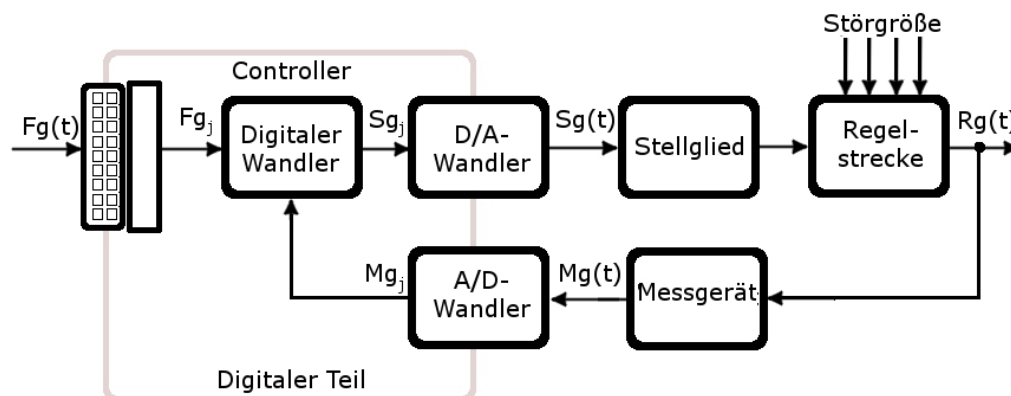 Störgröße
Controller
Fg(t)
Fgj
Digitaler
Wandler
Sgj
D/A-
Wandler
Sg(t)
Stellglied
Regel-
strecke
Rg(t)
Mgj
A/D-
Wandler
Mg(t)
Messgerät
Digitaler Teil